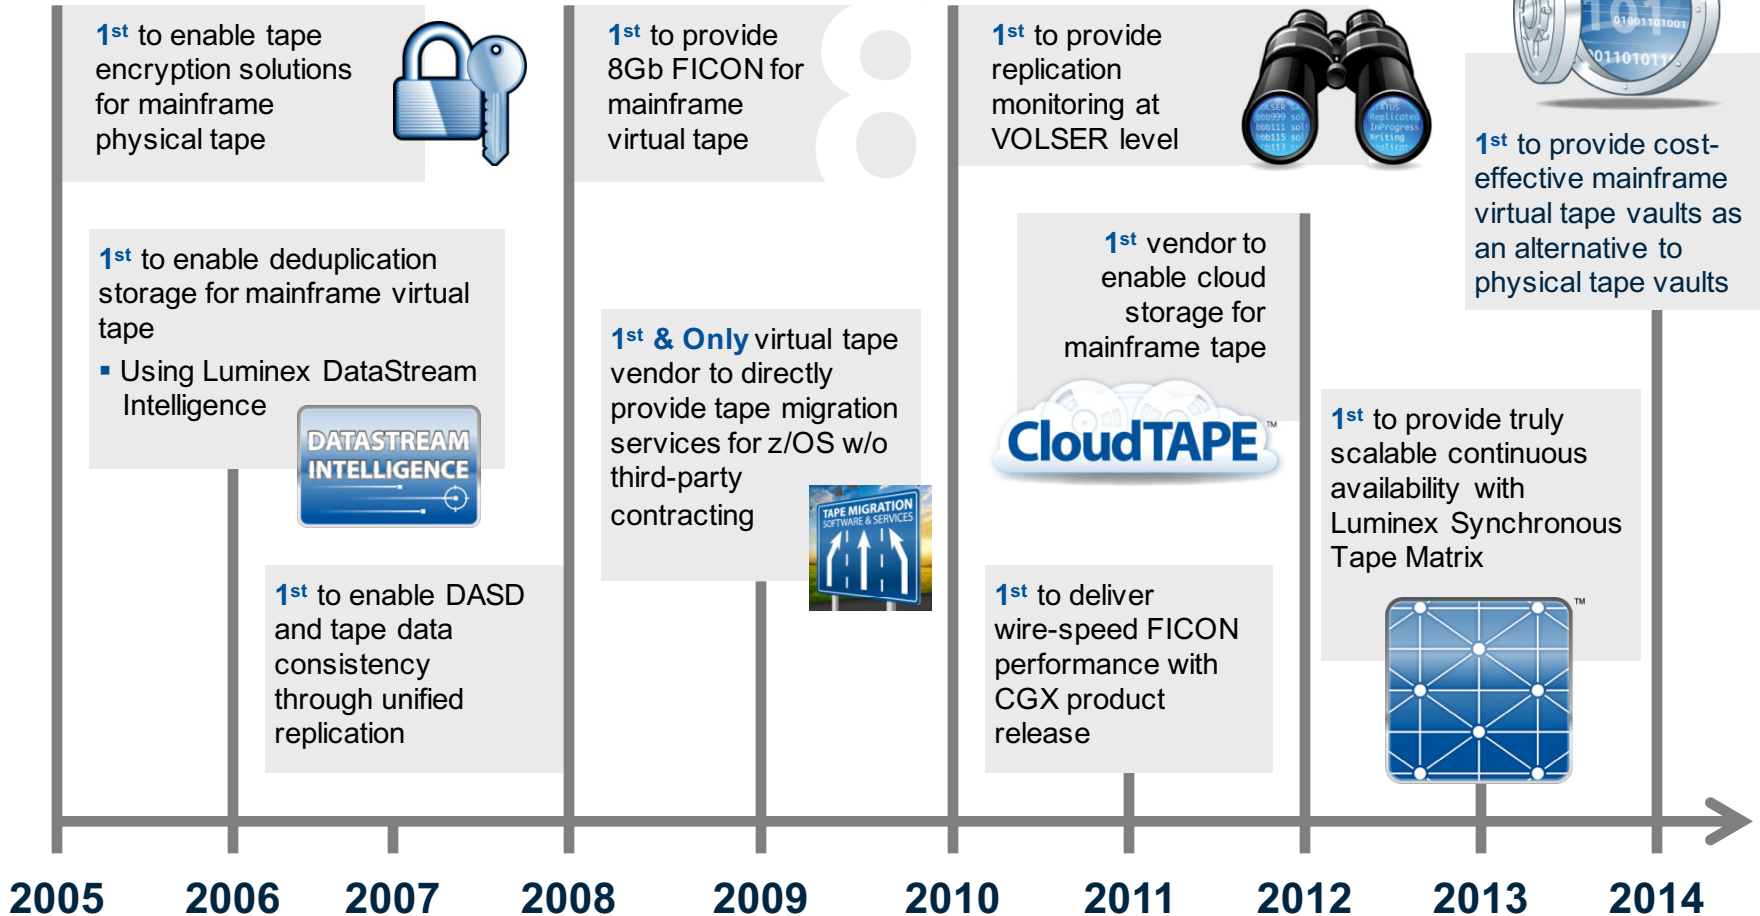 1st to enable tape
encryption solutions
for mainframe
physical tape
1st to provide
8Gb FICON for
mainframe
virtual tape
8
1st to provide
replication
monitoring at
VOLSER level
101
01001101001
1st to provide cost-
effective mainframe
virtual tape vaults as
an alternative to
physical tape vaults
1st to enable deduplication
storage for mainframe virtual
tape
▪ Using Luminex DataStream
Intelligence
DATASTREAM
INTELLIGENCE
1st & Only virtual tape
vendor to directly
provide tape migration
services for z/OS w/o
third-party
contracting
TAPE MIGRATION
SOFTWARE & SERVICES
1st vendor to
enable cloud
storage for
mainframe tape
CloudTAPE™
1st to provide truly
scalable continuous
availability with
Luminex Synchronous
Tape Matrix
™
1st to enable DASD
and tape data
consistency
through unified
replication
1st to deliver
wire-speed FICON
performance with
CGX product
release
2005 2006 2007 2008 2009 2010 2011 2012 2013 2014